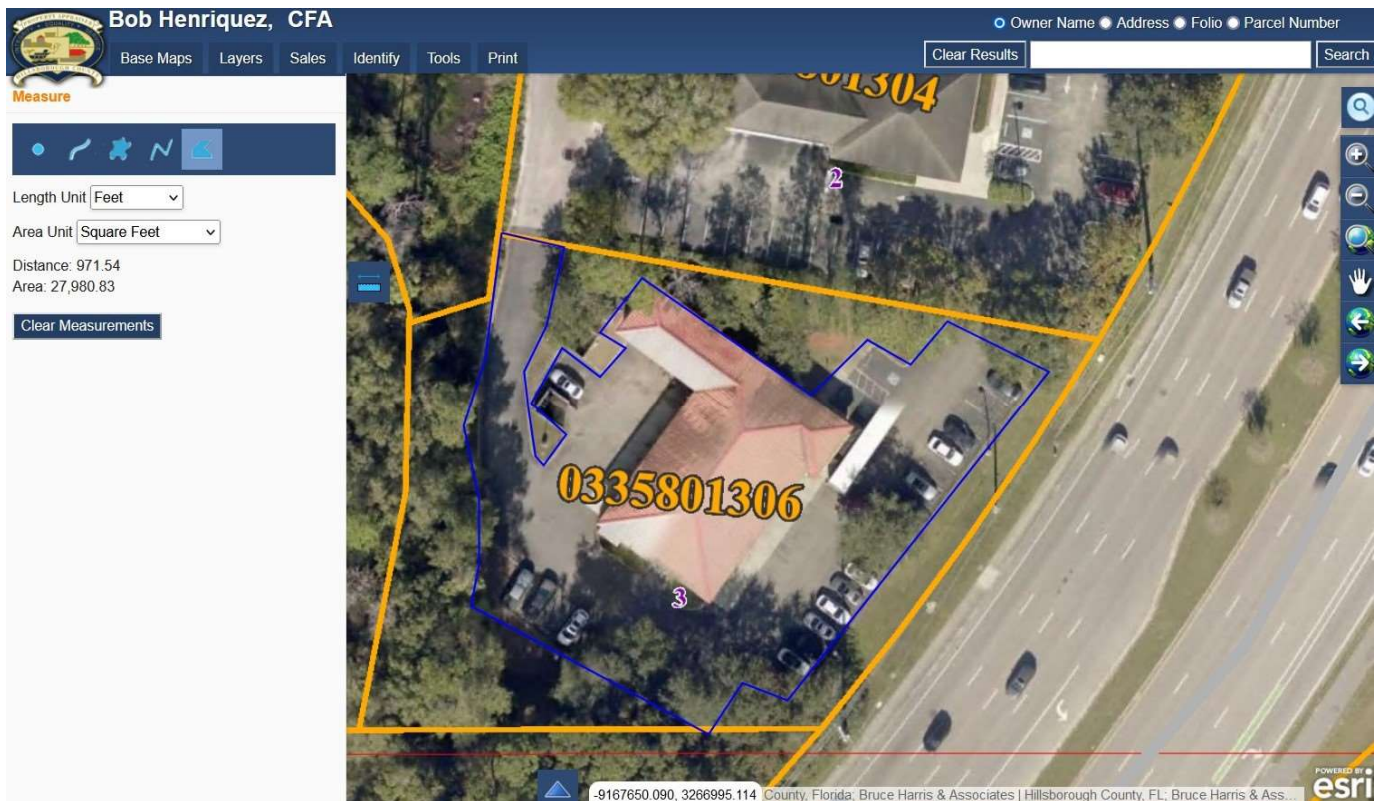 Bob Henriquez, CFA
Owner Name Address Folio Parcel Number
Base Maps Layers Sales Identify Tools Print
Clear Results Search
Measure
Length Unit Feet
Area Unit Square Feet
Distance: 971.54
Area: 27,980.83
Clear Measurements
801304
2
0335801306
3
-9167650.090, 3266995.114 County, Florida; Bruce Harris & Associates | Hillsborough County, FL; Bruce Harris & Ass...
POWERED BY
esri